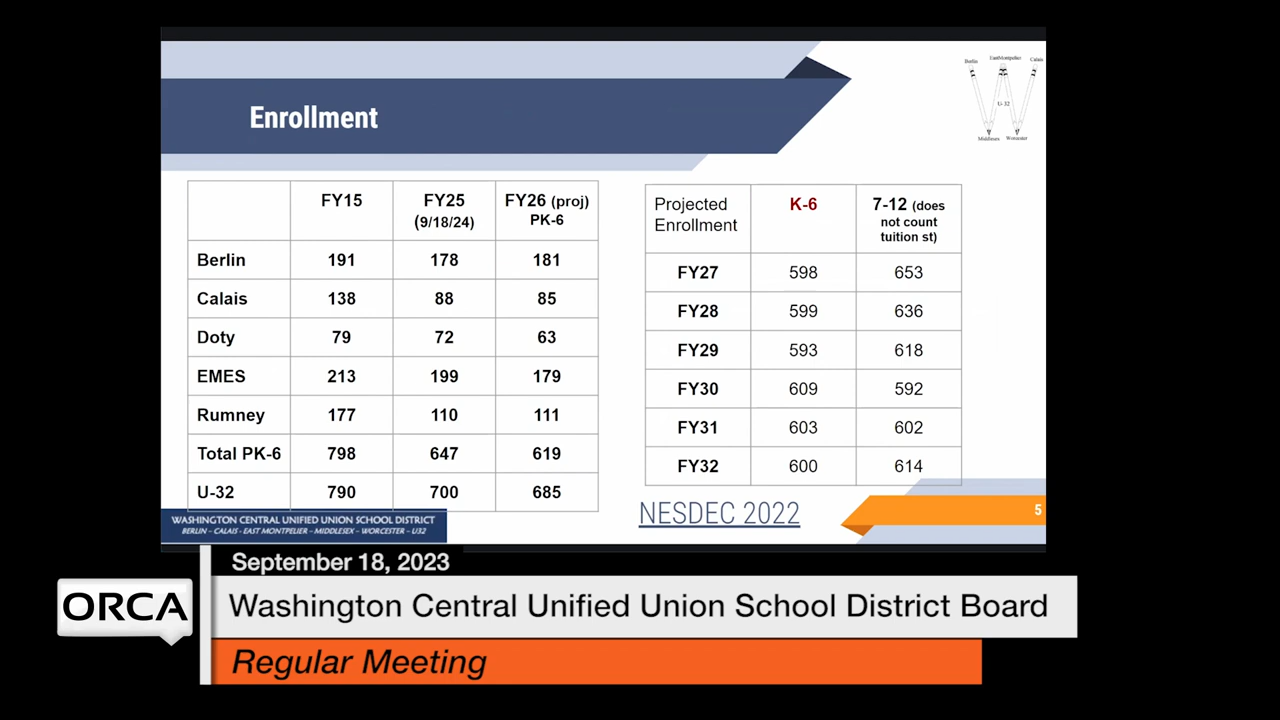 Enrollment
Berlin EastMontpelier Calais
U-32
Middlesex Worcester
FY15 FY25 FY26 (proj)
(9/18/24) PK-6
Berlin 191 178 181
Calais 138 88 85
Doty 79 72 63
EMES 213 199 179
Rumney 177 110 111
Total PK-6 798 647 619
U-32 790 700 685
Projected K-6 7-12 (does
Enrollment not count
tuition st)
FY27 598 653
FY28 599 636
FY29 593 618
FY30 609 592
FY31 603 602
FY32 600 614
NESDEC 2022
5
WASHINGTON CENTRAL UNIFIED UNION SCHOOL DISTRICT
BERLIN – CALAIS - EAST MONTPELIER – MIDDLESEX – WORCESTER – U32
September 18, 2023
ORCA
Washington Central Unified Union School District Board
Regular Meeting